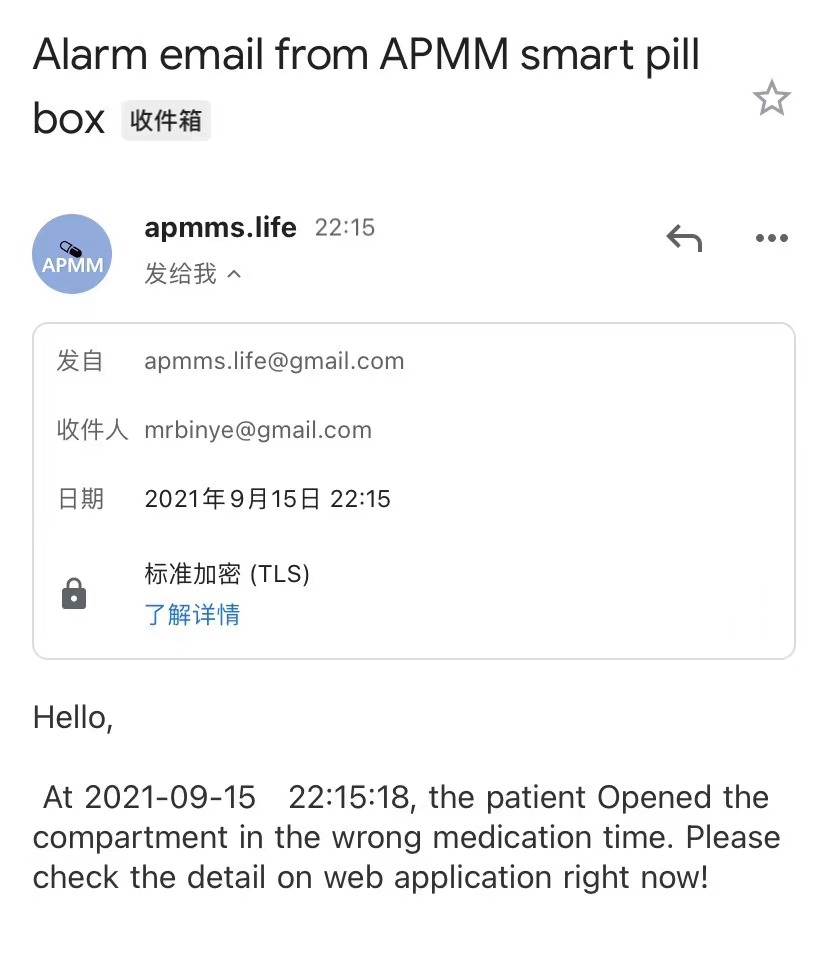 Alarm email from APMM smart pill
box 收件箱
apmms.life 22:15
APMM
发给我
发自 apmms.life@gmail.com
收件人 mrbinye@gmail.com
日期 2021年9月15日 22:15
标准加密 (TLS)
了解详情
Hello,
At 2021-09-15 22:15:18, the patient Opened the
compartment in the wrong medication time. Please
check the detail on web application right now!